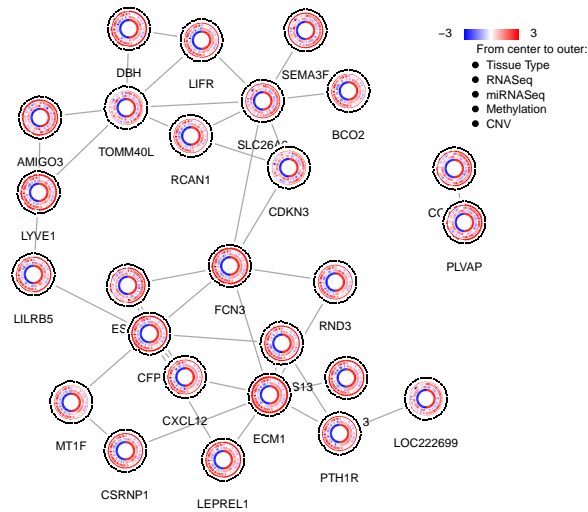 −3
3
From center to outer:
Tissue Type
RNASeq
miRNASeq
Methylation
CNV
DBH
LIFR
SEMA3F
BCO2
TOMM40L
AMIGO3
RCAN1
CDKN3
LYVE1
PLVAP
LILRB5
FCN3
RND3
CFP
CXCL12
ECM1
MT1F
PTH1R
LOC222699
CSRNP1
LEPREL1